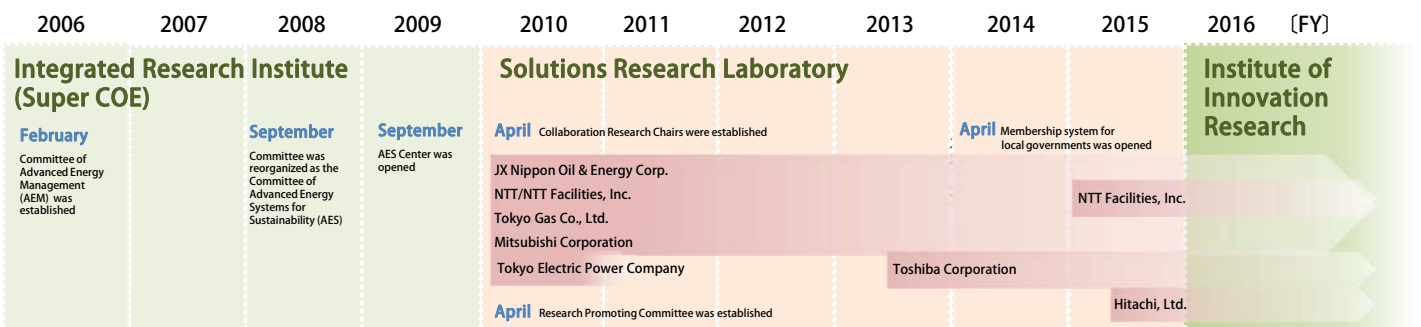 2006 2007 2008 2009 2010 2011 2012 2013 2014 2015 2016 〔FY〕
Integrated Research Institute
(Super COE)
February
Committee of
Advanced Energy
Management
(AEM) was
established
September
Committee was
reorganized as the
Committee of
Advanced Energy
Systems for
Sustainability (AES)
September
AES Center was
opened
Solutions Research Laboratory
April Collaboration Research Chairs were established
JX Nippon Oil & Energy Corp.
NTT/NTT Facilities, Inc.
Tokyo Gas Co., Ltd.
Mitsubishi Corporation
Tokyo Electric Power Company
April Research Promoting Committee was established
Toshiba Corporation
April Membership system for
local governments was opened
NTT Facilities, Inc.
Hitachi, Ltd.
Institute of
Innovation
Research